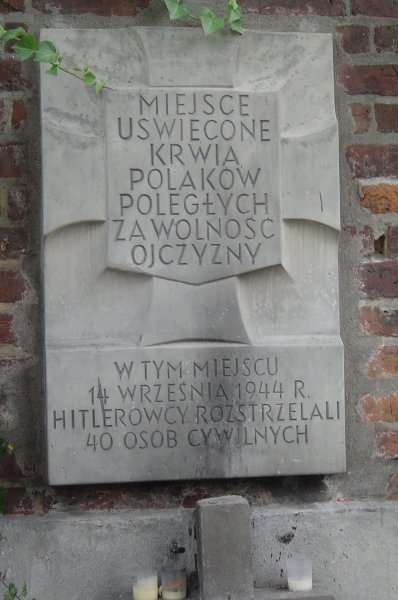 MIEJSCE
UŚWIĘCONE
KRWIĄ
POLAKÓW
POLEGŁYCH
ZA WOLNOŚĆ
OJCZYZNY
W TYM MIEJSCU
14 WRZEŚNIA 1944 R.
HITLEROWCY ROZSTRZELALI
40 OSÓB CYWILNYCH